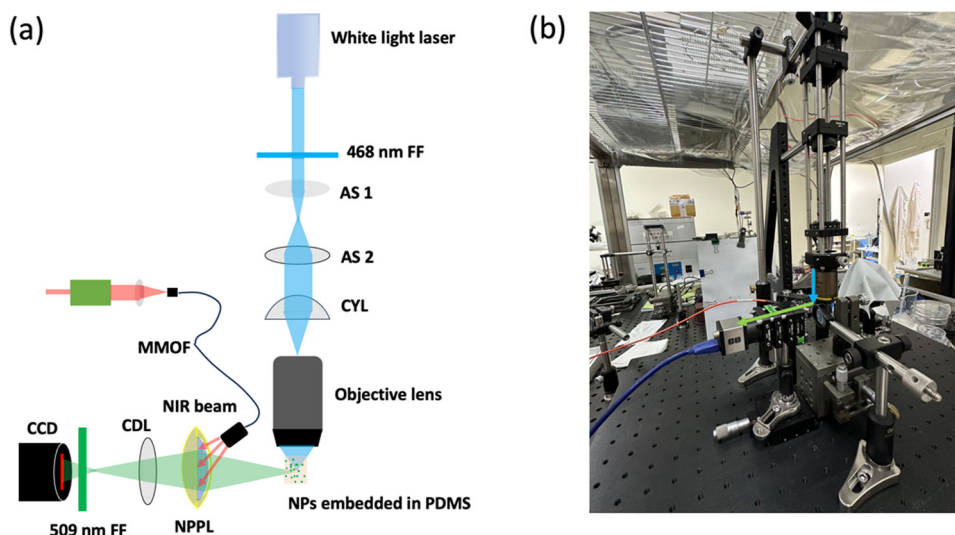 (a)
White light laser
468 nm FF
AS 1
AS 2
CYL
MMOF
Objective lens
NIR beam
CCD
CDL
NPs embedded in PDMS
509 nm FF
NPPL
(b)